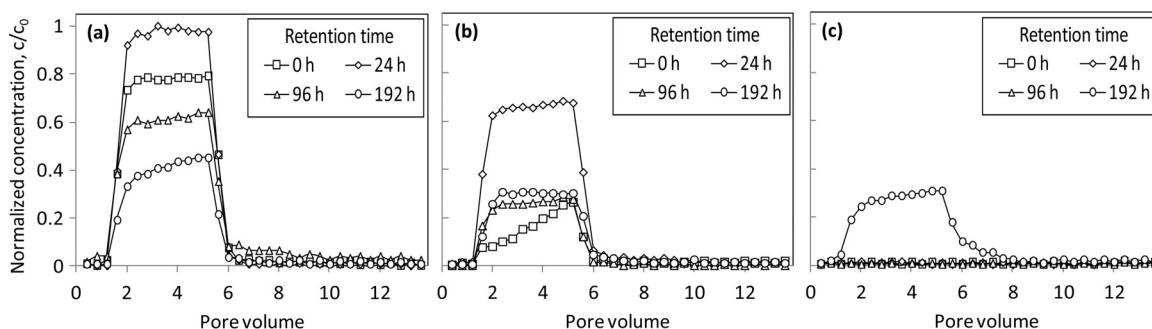 (a)
Retention time
0 h
24 h
96 h
192 h
(b)
Retention time
0 h
24 h
96 h
192 h
(c)
Retention time
0 h
24 h
96 h
192 h
Normalized concentration, c/c₀
1
0.8
0.6
0.4
0.2
0
0 2 4 6 8 10 12
0 2 4 6 8 10 12
0 2 4 6 8 10 12
Pore volume
Pore volume
Pore volume